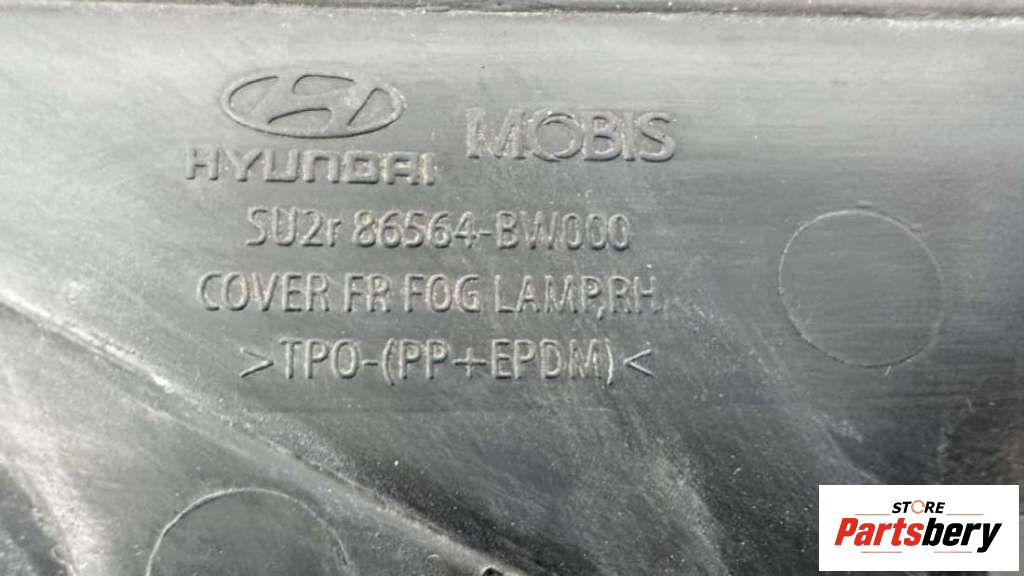 HYUNDAI MOBIS
SU2r 86564-BW000
COVER FR FOG LAMP,RH
>TPO-(PP+EPDM)<
STORE
Partsbery